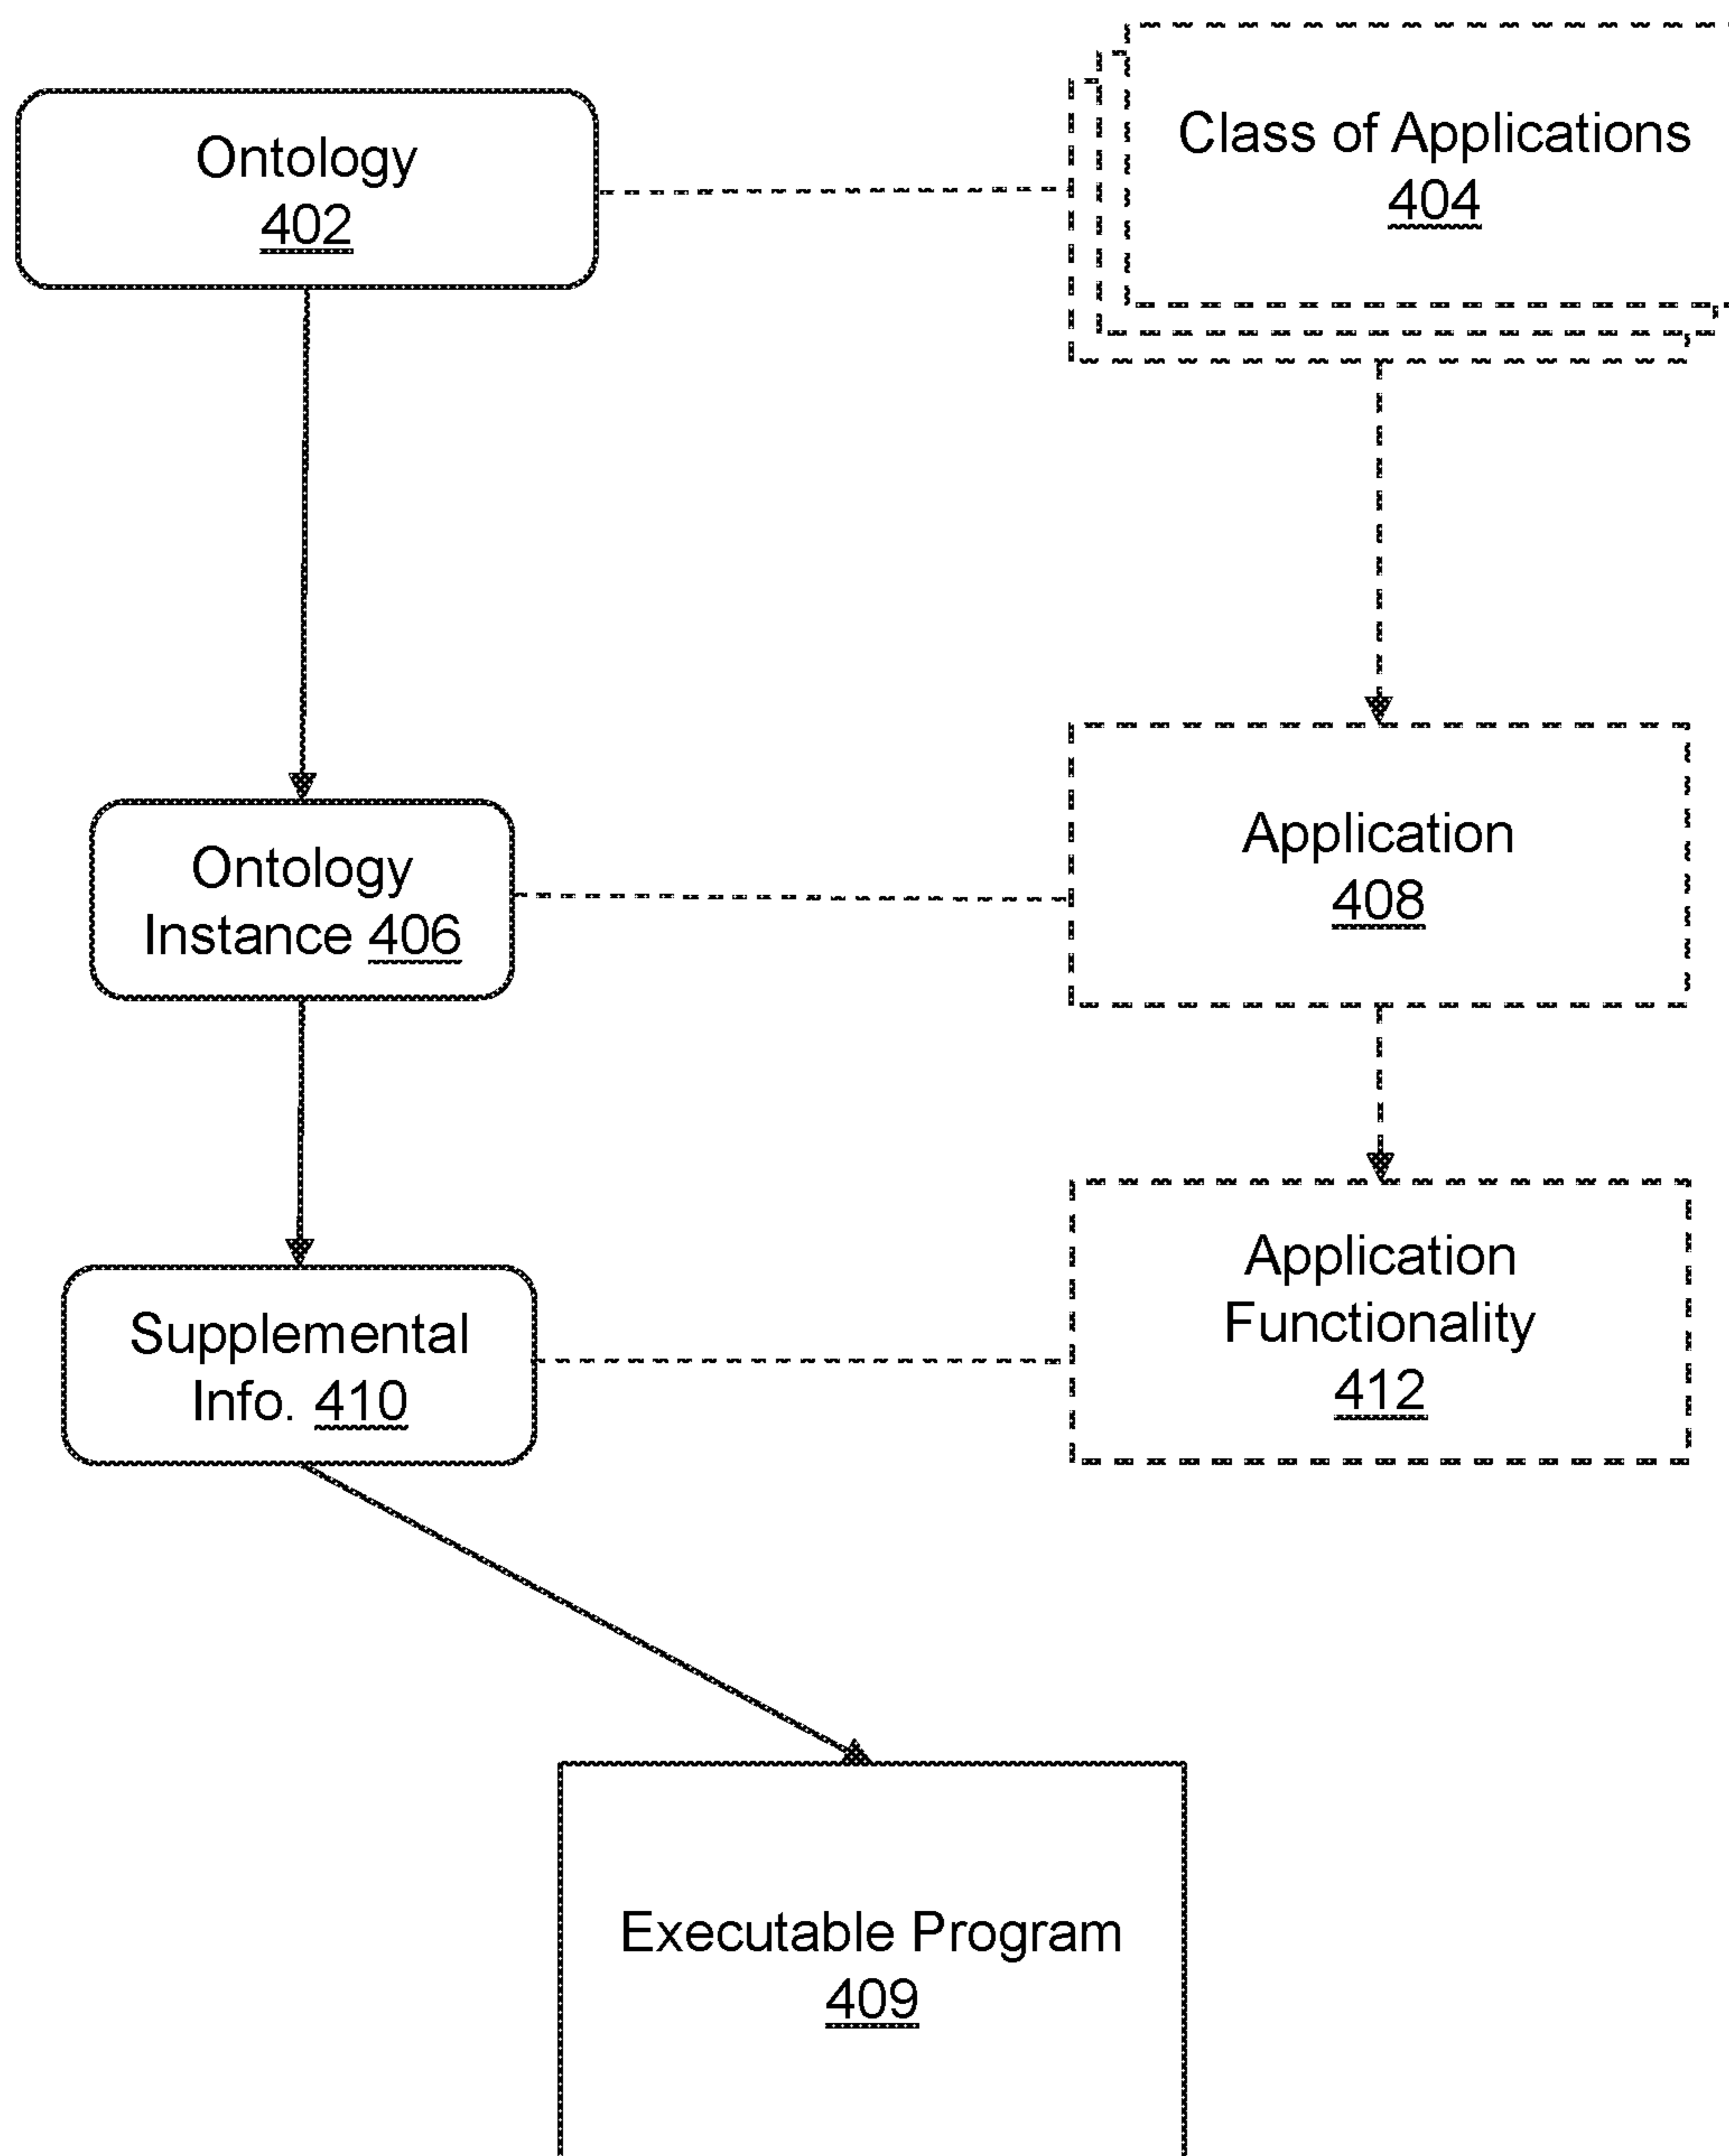 Ontology
402
Class of Applications
404
Ontology
Instance 406
Application
408
Supplemental
Info. 410
Application
Functionality
412
Executable Program
409